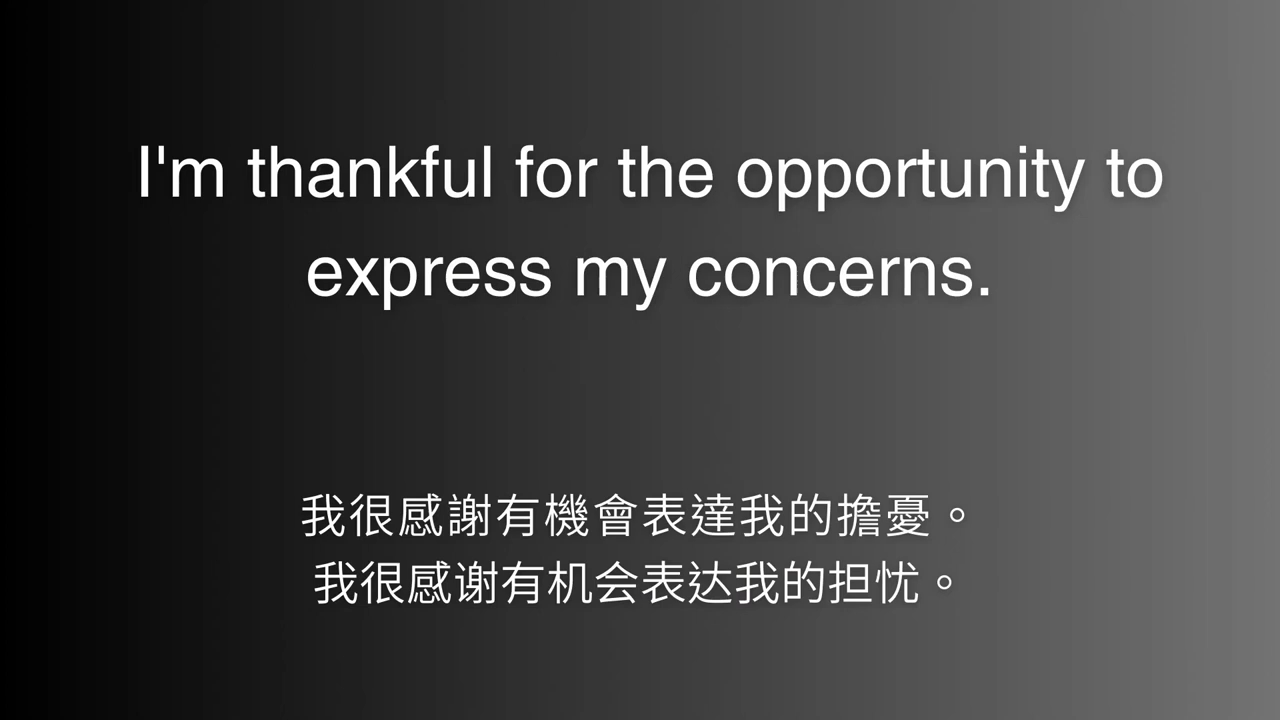 I'm thankful for the opportunity to
express my concerns.
我很感謝有機會表達我的擔憂。
我很感谢有机会表达我的担忧。